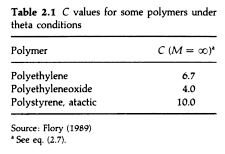 Table 2.1 C values for some polymers under
theta conditions
Polymer C (M = ∞)ᵃ
Polyethylene 6.7
Polyethyleneoxide 4.0
Polystyrene, atactic 10.0
Source: Flory (1989)
ᵃ See eq. (2.7).